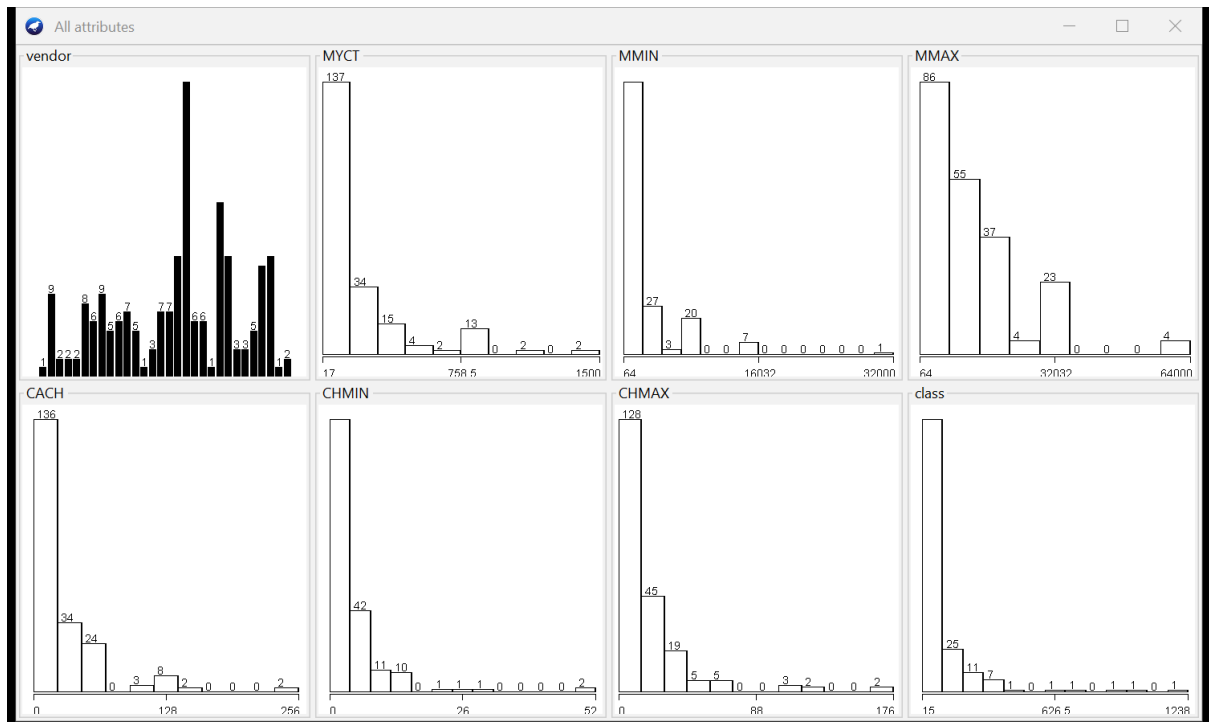 All attributes
vendor
1 9 2 2 2 8 6 9 5 6 7 5 1 3 7 7 6 6 1 3 3 5 1 2
MYCT
137
34
15
4 2 13 0 2 0 2
17 758.5 1500
MMIN
27
3 20 0 0 7 0 0 0 0 0 0 1
64 16032 32000
MMAX
86
55
37
4 23 0 0 0 4
64 32032 64000
CACH
136
34
24
0 3 8 2 0 0 0 2
0 128 256
CHMIN
42
11 10 0 1 1 1 0 0 0 0 2
0 26 52
CHMAX
128
45
19
5 5 0 0 3 2 0 0 2
0 88 176
class
25
11
7 1 0 1 1 0 1 1 0 1
15 626.5 1238